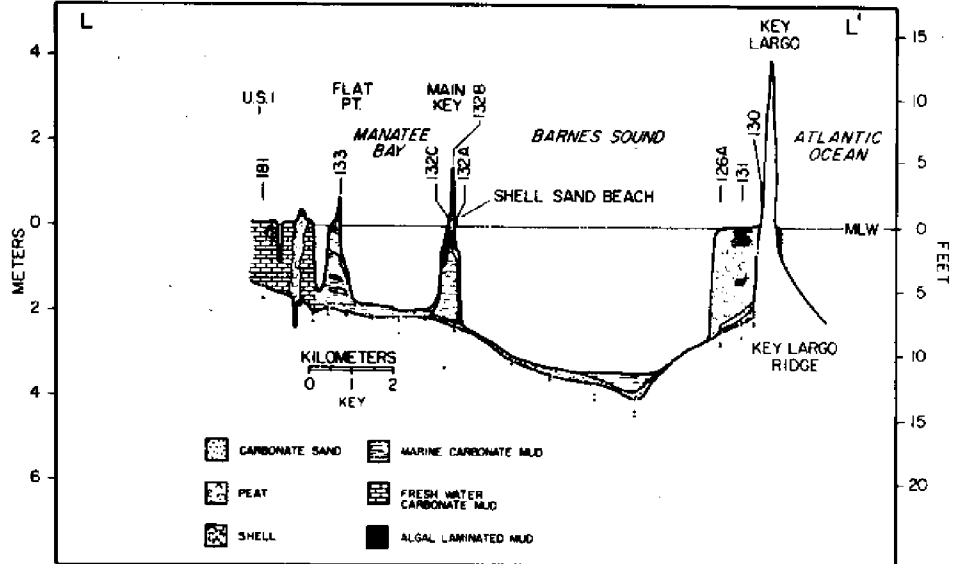 L
L'
KEY
LARGO
U.S.1
FLAT
PT.
MAIN
KEY
132B
MANATEE
BAY
BARNES SOUND
ATLANTIC
OCEAN
181
133
132C
132A
126A
131
130
SHELL SAND BEACH
MLW
METERS
4
2
0
2
4
6
FEET
15
10
5
0
5
10
15
20
KEY LARGO
RIDGE
KILOMETERS
0 1 2
KEY
CARBONATE SAND
MARINE CARBONATE MUD
PEAT
FRESH WATER
CARBONATE MUD
SHELL
ALGAL LAMINATED MUD